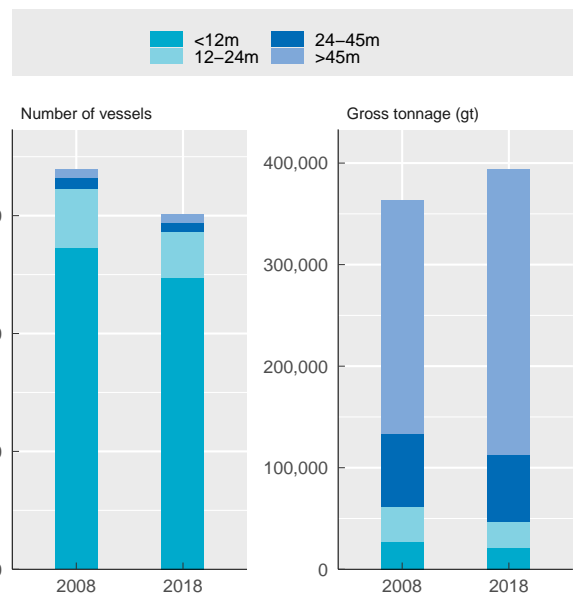 <12m
24–45m
12–24m
>45m
Number of vessels
Gross tonnage (gt)
400,000
300,000
200,000
100,000
0
2008
2018
2008
2018